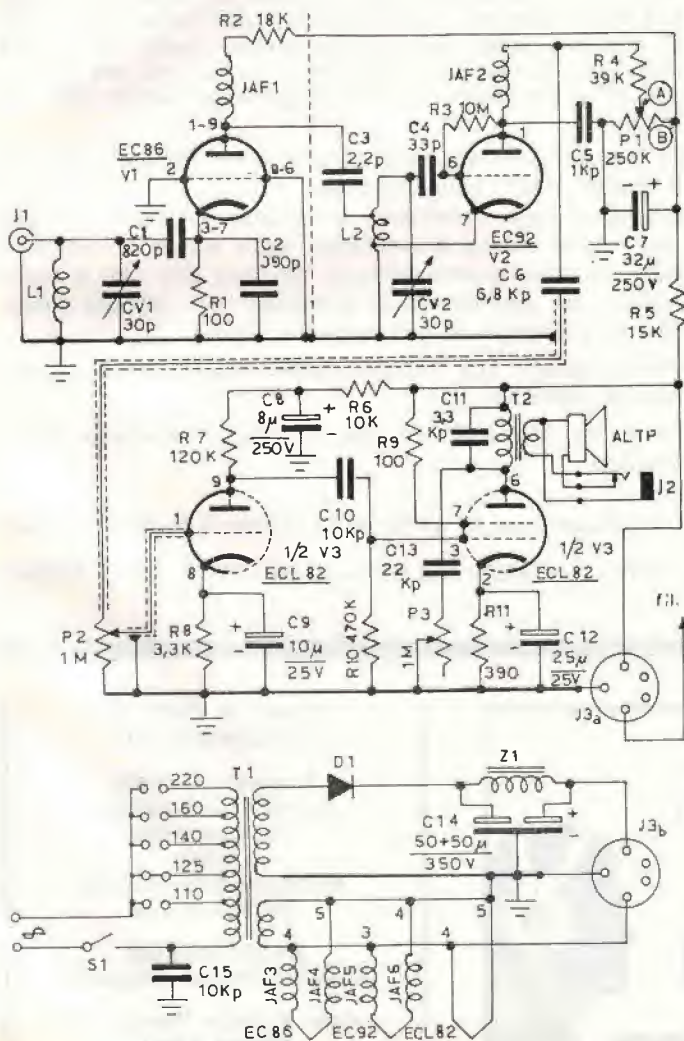 R2 18K
JAF1
JAF2
R4
39K
A
B
P1
250K
R3 10M
1-9
EC86
V1
2
8-6
3-7
C3
2,2p
C4
33p
6
1
7
EC92
V2
C5
1Kp
C7
32µ
250V
- +
J1
L1
C1
820p
CV1
30p
R1
100
C2
390p
L2
CV2
30p
C6
6,8 Kp
R5
15K
C8
8µ
250V
+
-
R6
10K
R7
120K
R9
100
C11
3,3
Kp
T2
ALTP
J2
9
1
8
1/2 V3
ECL82
C10
10Kp
7
3
6
2
1/2 V3
ECL82
C13
22
Kp
P2
1M
R8
3,3K
+
-
C9
10µ
25V
R10 470K
P3
1M
R11
390
+
-
C12
25µ
25V
fil.
J3a
220
160
140
125
110
T1
D1
Z1
C14
50+50µ
350V
+
-
J3b
S1
C15
10Kp
4
5
3
4
4
5
JAF3
JAF4
JAF5
JAF6
EC86
EC92
ECL82